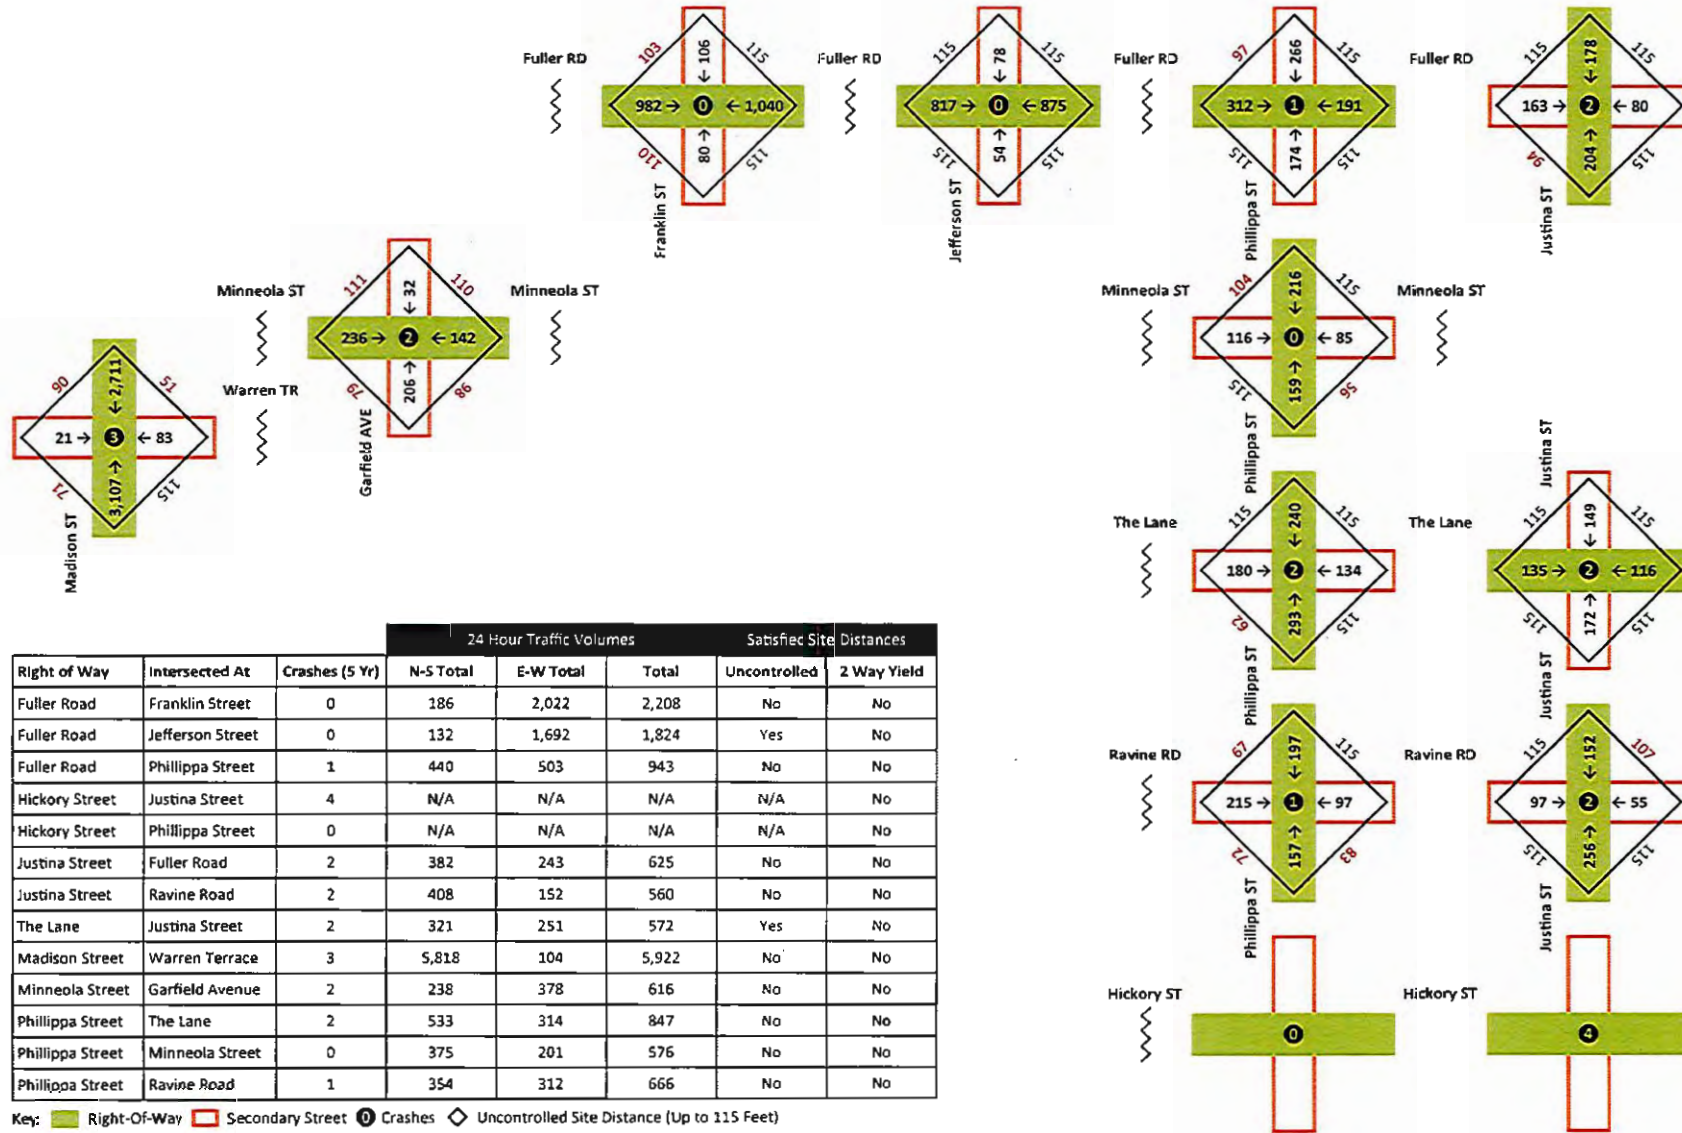 Fuller RD
103
115
106
982
0
1,040
80
110
115
Franklin ST
Fuller RD
115
115
78
817
0
875
54
115
115
Jefferson ST
Fuller RD
97
115
266
312
1
191
174
115
115
Phillippa ST
Fuller RD
115
115
178
163
2
80
204
94
115
Justina ST
Minneola ST
111
110
32
236
2
142
206
79
86
Garfield AVE
Minneola ST
Minneola ST
104
115
216
116
0
85
159
115
95
Phillippa ST
Minneola ST
Warren TR
90
51
2,711
21
3
83
3,107
71
115
Madison ST
The Lane
115
115
240
180
2
134
293
62
115
Phillippa ST
The Lane
Justina ST
115
115
149
135
2
116
172
115
115
Justina ST
Ravine RD
67
115
197
215
1
97
157
72
83
Phillippa ST
Ravine RD
115
107
152
97
2
55
256
115
115
Justina ST
Hickory ST
0
Hickory ST
4
24 Hour Traffic Volumes Satisfied Site Distances
Right of Way Intersected At Crashes (5 Yr) N-S Total E-W Total Total Uncontrolled 2 Way Yield
Fuller Road Franklin Street 0 186 2,022 2,208 No No
Fuller Road Jefferson Street 0 132 1,692 1,824 Yes No
Fuller Road Phillippa Street 1 440 503 943 No No
Hickory Street Justina Street 4 N/A N/A N/A N/A No
Hickory Street Phillippa Street 0 N/A N/A N/A N/A No
Justina Street Fuller Road 2 382 243 625 No No
Justina Street Ravine Road 2 408 152 560 No No
The Lane Justina Street 2 321 251 572 Yes No
Madison Street Warren Terrace 3 5,818 104 5,922 No No
Minneola Street Garfield Avenue 2 238 378 616 No No
Phillippa Street The Lane 2 533 314 847 No No
Phillippa Street Minneola Street 0 375 201 576 No No
Phillippa Street Ravine Road 1 354 312 666 No No
Key: Right-Of-Way Secondary Street 0 Crashes Uncontrolled Site Distance (Up to 115 Feet)